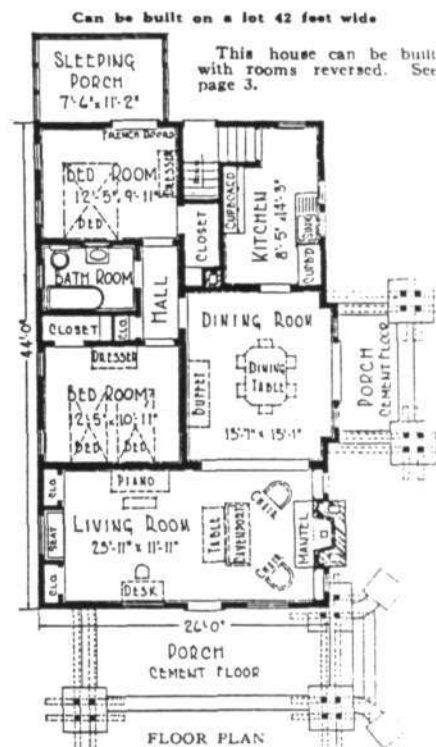 Can be built on a lot 42 feet wide
This house can be built
with rooms reversed. See
page 3.
SLEEPING
PORCH
7'-6" x 11'-2"
FRENCH DOORS
BED ROOM
12'-5" x 9'-11"
DRESSER
BED
CLOSET
CUPBOARD
KITCHEN
8'-5" x 14'-3"
SINK
CUPB'D
BATH ROOM
HALL
CLOSET
CLO.
DINING ROOM
DINING
TABLE
BUFFET
13'-7" x 15'-1"
PORCH
CEMENT FLOOR
44'-0"
DRESSER
BED ROOM
12'-5" x 10'-11"
BED
BED
CLO.
PIANO
LIVING ROOM
25'-11" x 11'-11"
SEAT
TABLE
DAVENPORT
CHAIR
CHAIR
MANTEL
CLO.
DESK
26'-0"
PORCH
CEMENT FLOOR
FLOOR PLAN